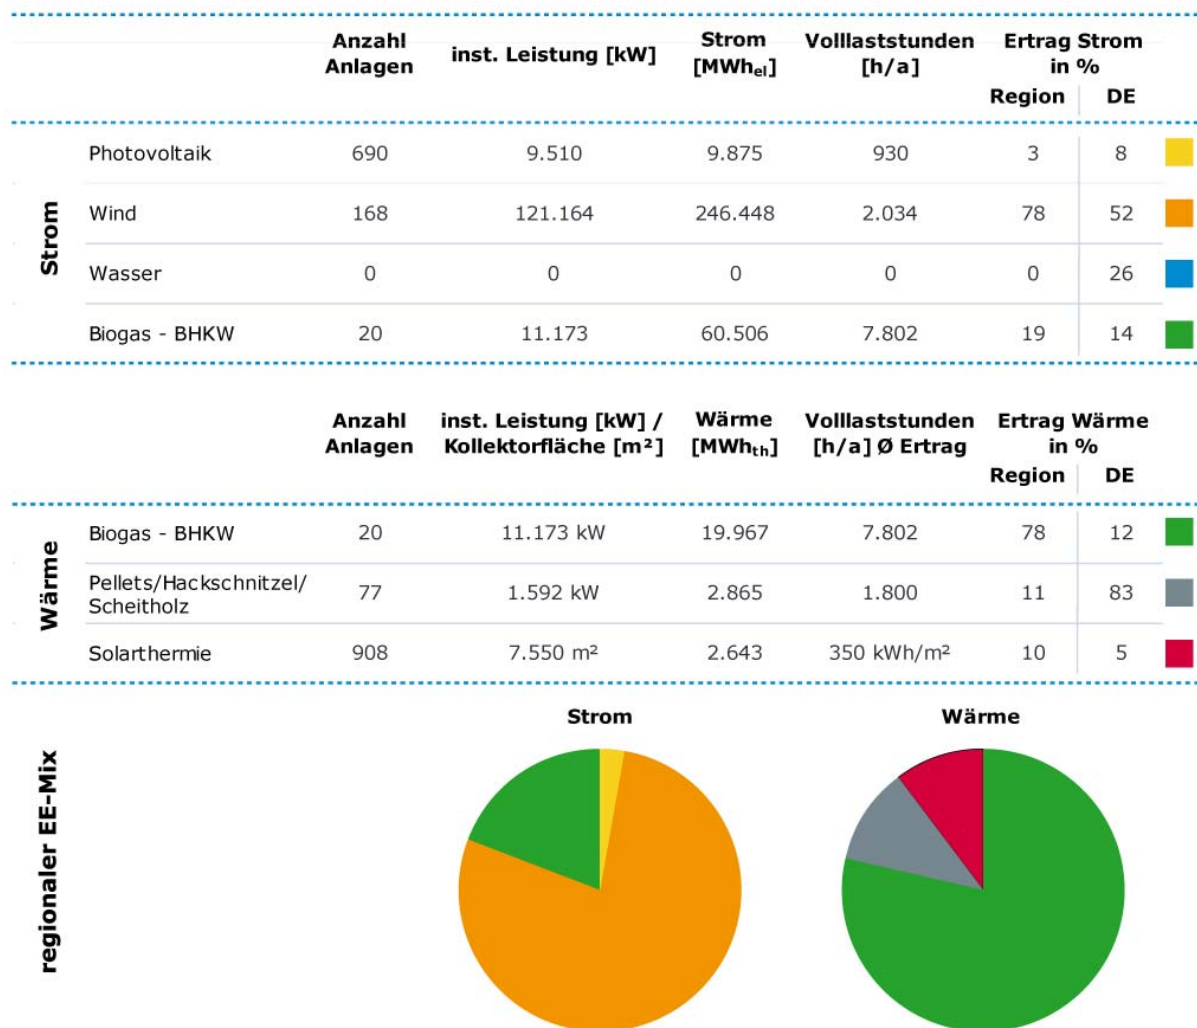 Anzahl Anlagen inst. Leistung [kW] Strom [MWhel] Volllaststunden [h/a] Ertrag Strom in %
Region DE
Strom
Photovoltaik 690 9.510 9.875 930 3 8
Wind 168 121.164 246.448 2.034 78 52
Wasser 0 0 0 0 0 26
Biogas - BHKW 20 11.173 60.506 7.802 19 14
Anzahl Anlagen inst. Leistung [kW] / Kollektorfläche [m²] Wärme [MWhth] Volllaststunden [h/a] Ø Ertrag Ertrag Wärme in %
Region DE
Wärme
Biogas - BHKW 20 11.173 kW 19.967 7.802 78 12
Pellets/Hackschnitzel/
Scheitholz 77 1.592 kW 2.865 1.800 11 83
Solarthermie 908 7.550 m² 2.643 350 kWh/m² 10 5
regionaler EE-Mix
Strom Wärme